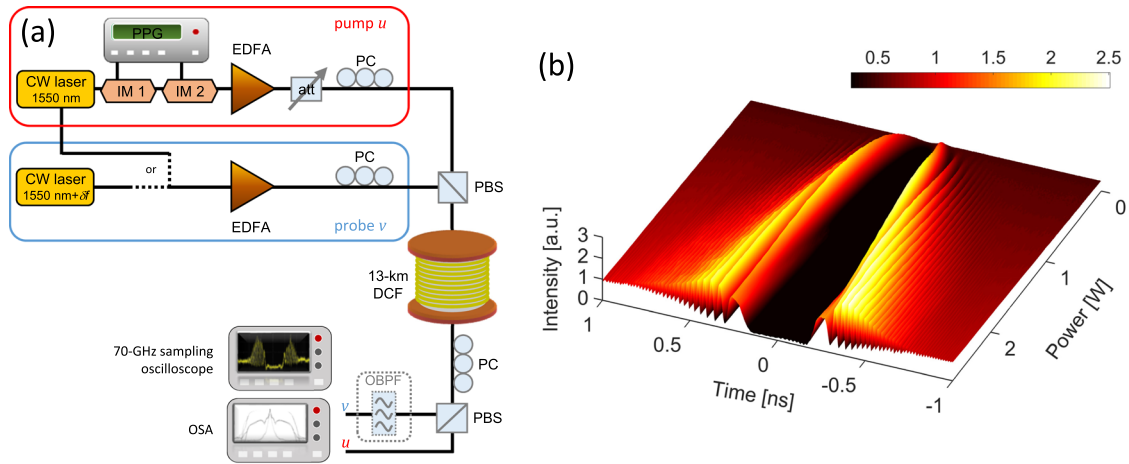 (a)
pump u
PPG
EDFA
PC
CW laser
1550 nm
IM 1
IM 2
att
or
PC
CW laser
1550 nm+δf
PBS
EDFA
probe v
13-km
DCF
70-GHz sampling
oscilloscope
PC
OBPF
v
PBS
OSA
u
(b)
0.5 1 1.5 2 2.5
Intensity [a.u.]
3
2
1
0
1
0.5
0
-0.5
-1
Time [ns]
0
1
2
Power [W]